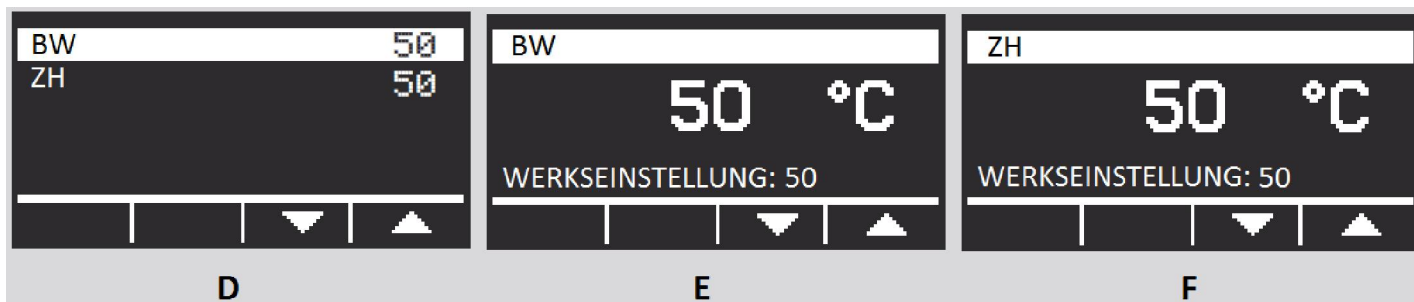 BW 50
ZH 50
BW
50 °C
WERKSEINSTELLUNG: 50
ZH
50 °C
WERKSEINSTELLUNG: 50
D
E
F